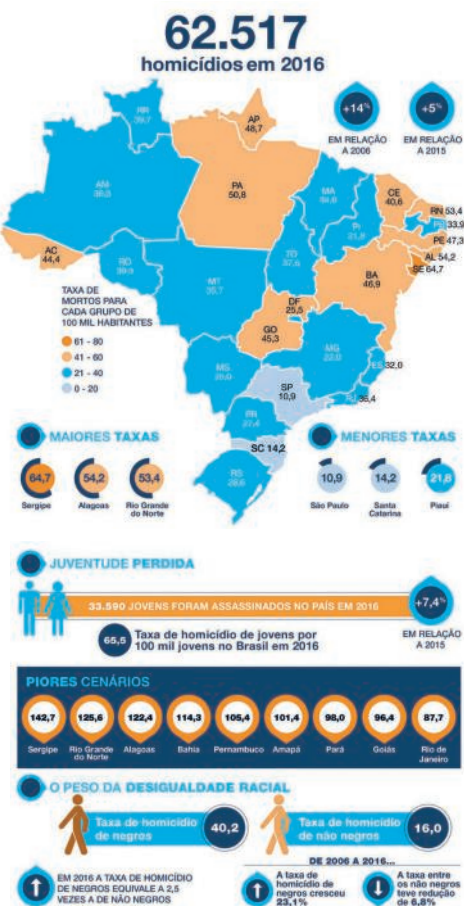 62.517
homicídios em 2016
+14%
EM RELAÇÃO
A 2006
+5%
EM RELAÇÃO
A 2015
RR
39,7
AP
48,7
AM
36,3
PA
50,8
MA
34,6
PI
21,8
CE
40,6
RN 53,4
PB 33,9
PE 47,3
AL 54,2
SE 64,7
AC
44,4
RO
39,3
TO
37,6
BA
46,9
MT
35,7
DF
25,5
GO
45,3
MG
22,0
ES 32,0
MS
25,0
SP
10,9
RJ 36,4
PR
27,4
SC 14,2
RS
28,6
TAXA DE
MORTOS PARA
CADA GRUPO DE
100 MIL HABITANTES
61 - 80
41 - 60
21 - 40
0 - 20
MAIORES TAXAS
64,7
Sergipe
54,2
Alagoas
53,4
Rio Grande
do Norte
MENORES TAXAS
10,9
São Paulo
14,2
Santa
Catarina
21,8
Piauí
JUVENTUDE PERDIDA
33.590 JOVENS FORAM ASSASSINADOS NO PAÍS EM 2016
+7,4%
EM RELAÇÃO
A 2015
65,5
Taxa de homicídio de jovens por
100 mil jovens no Brasil em 2016
PIORES CENÁRIOS
142,7
Sergipe
125,6
Rio Grande
do Norte
122,4
Alagoas
114,3
Bahia
105,4
Pernambuco
101,4
Amapá
98,0
Pará
96,4
Goiás
87,7
Rio de
Janeiro
O PESO DA DESIGUALDADE RACIAL
Taxa de homicídio
de negros
40,2
Taxa de homicídio
de não negros
16,0
EM 2016 A TAXA DE HOMICÍDIO
DE NEGROS EQUIVALE A 2,5
VEZES A DE NÃO NEGROS
DE 2006 A 2016...
A taxa de
homicídio de
negros cresceu
23,1%
A taxa entre
os não negros
teve redução
de 6,8%